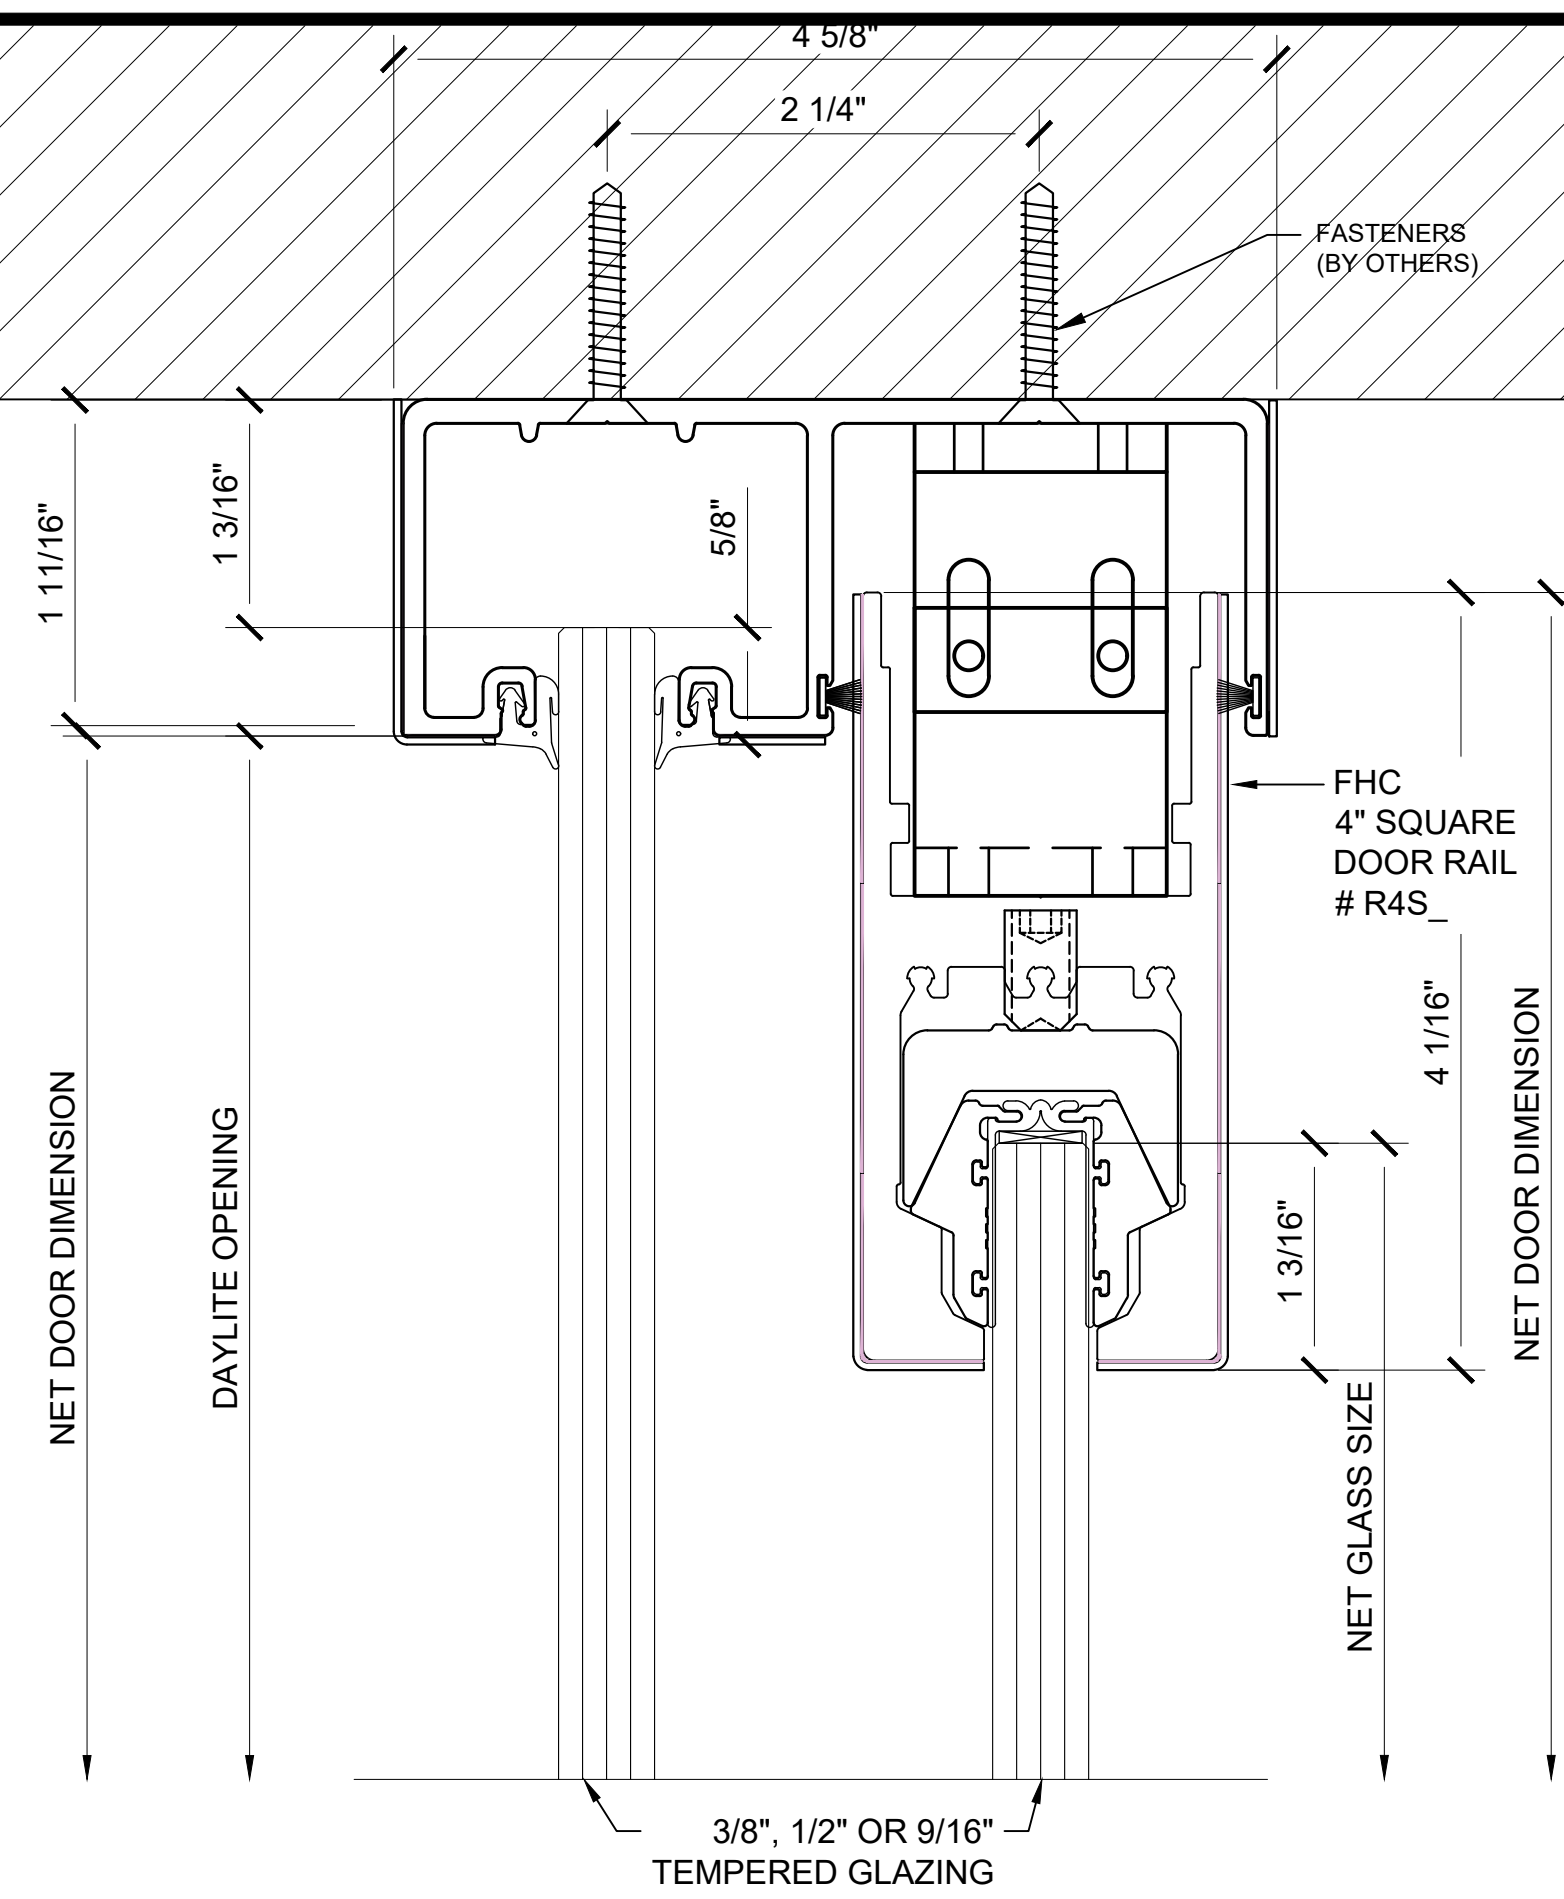 4 5/8"
2 1/4"
FASTENERS
(BY OTHERS)
1 11/16"
1 3/16"
5/8"
FHC
4" SQUARE
DOOR RAIL
# R4S_
4 1/16"
NET DOOR DIMENSION
NET DOOR DIMENSION
DAYLITE OPENING
1 3/16"
NET GLASS SIZE
3/8", 1/2" OR 9/16"
TEMPERED GLAZING